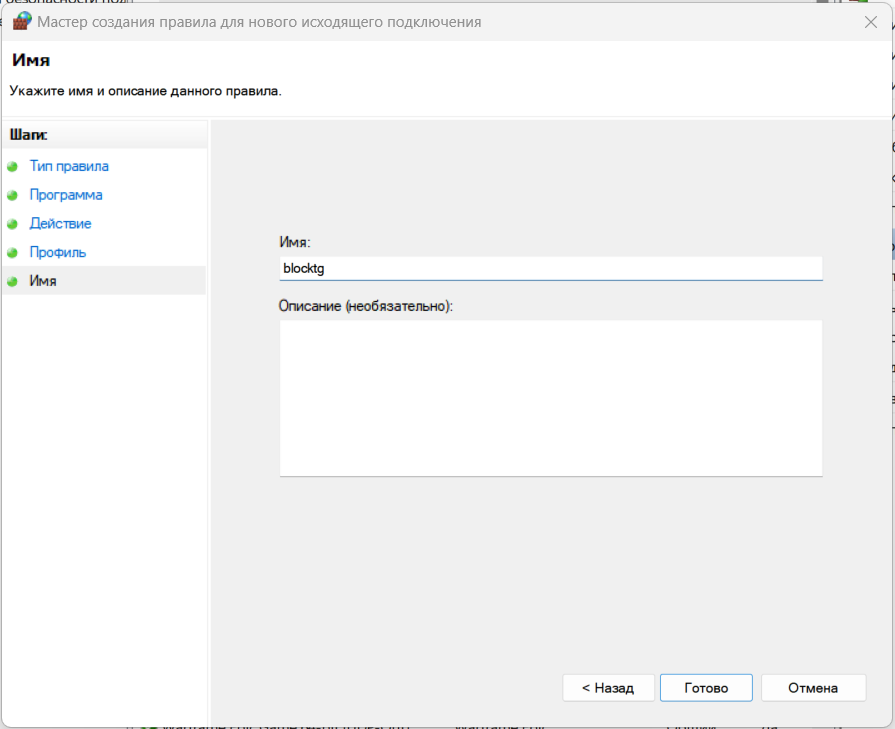 Мастер создания правила для нового исходящего подключения
Имя
Укажите имя и описание данного правила.
Шаги:
Тип правила
Программа
Действие
Профиль
Имя
Имя:
blocktg
Описание (необязательно):
< Назад
Готово
Отмена